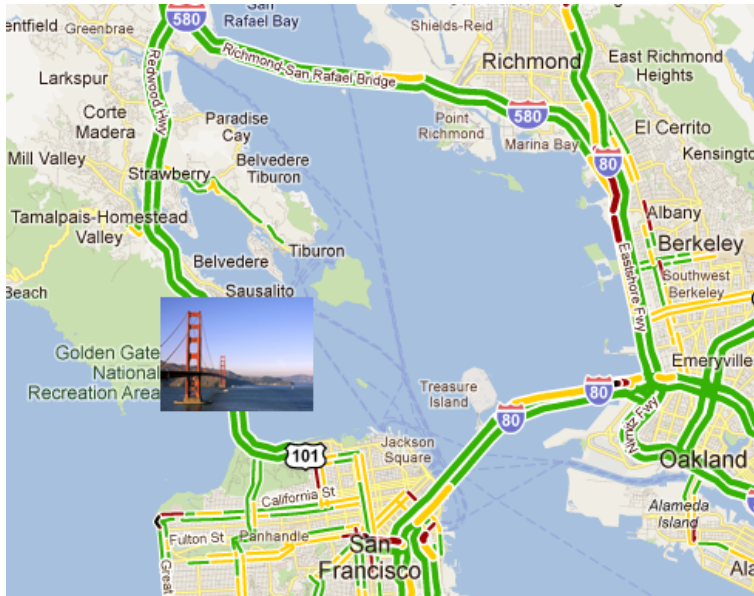 San
Rafael Bay
580
Greenbrae
Larkspur
Corte
Madera
Redwood Hwy
Paradise
Cay
Mill Valley
Strawberry
Belvedere
Tiburon
Tamalpais-Homestead
Valley
Tiburon
Belvedere
Beach
Sausalito
Golden Gate
National
Recreation Area
Richmond-San Rafael Bridge
Shields-Reid
Richmond
East Richmond
Heights
580
Point
Richmond
Marina Bay
El Cerrito
80
Kensington
Albany
Berkeley
Eastshore Fwy
Southwest
Berkeley
Emeryville
Treasure
Island
80
80
Nimitz Fwy
Oakland
Alameda
Island
Ala
101
Jackson
Square
California St
Fulton St
Panhandle
San
Francisco
Great